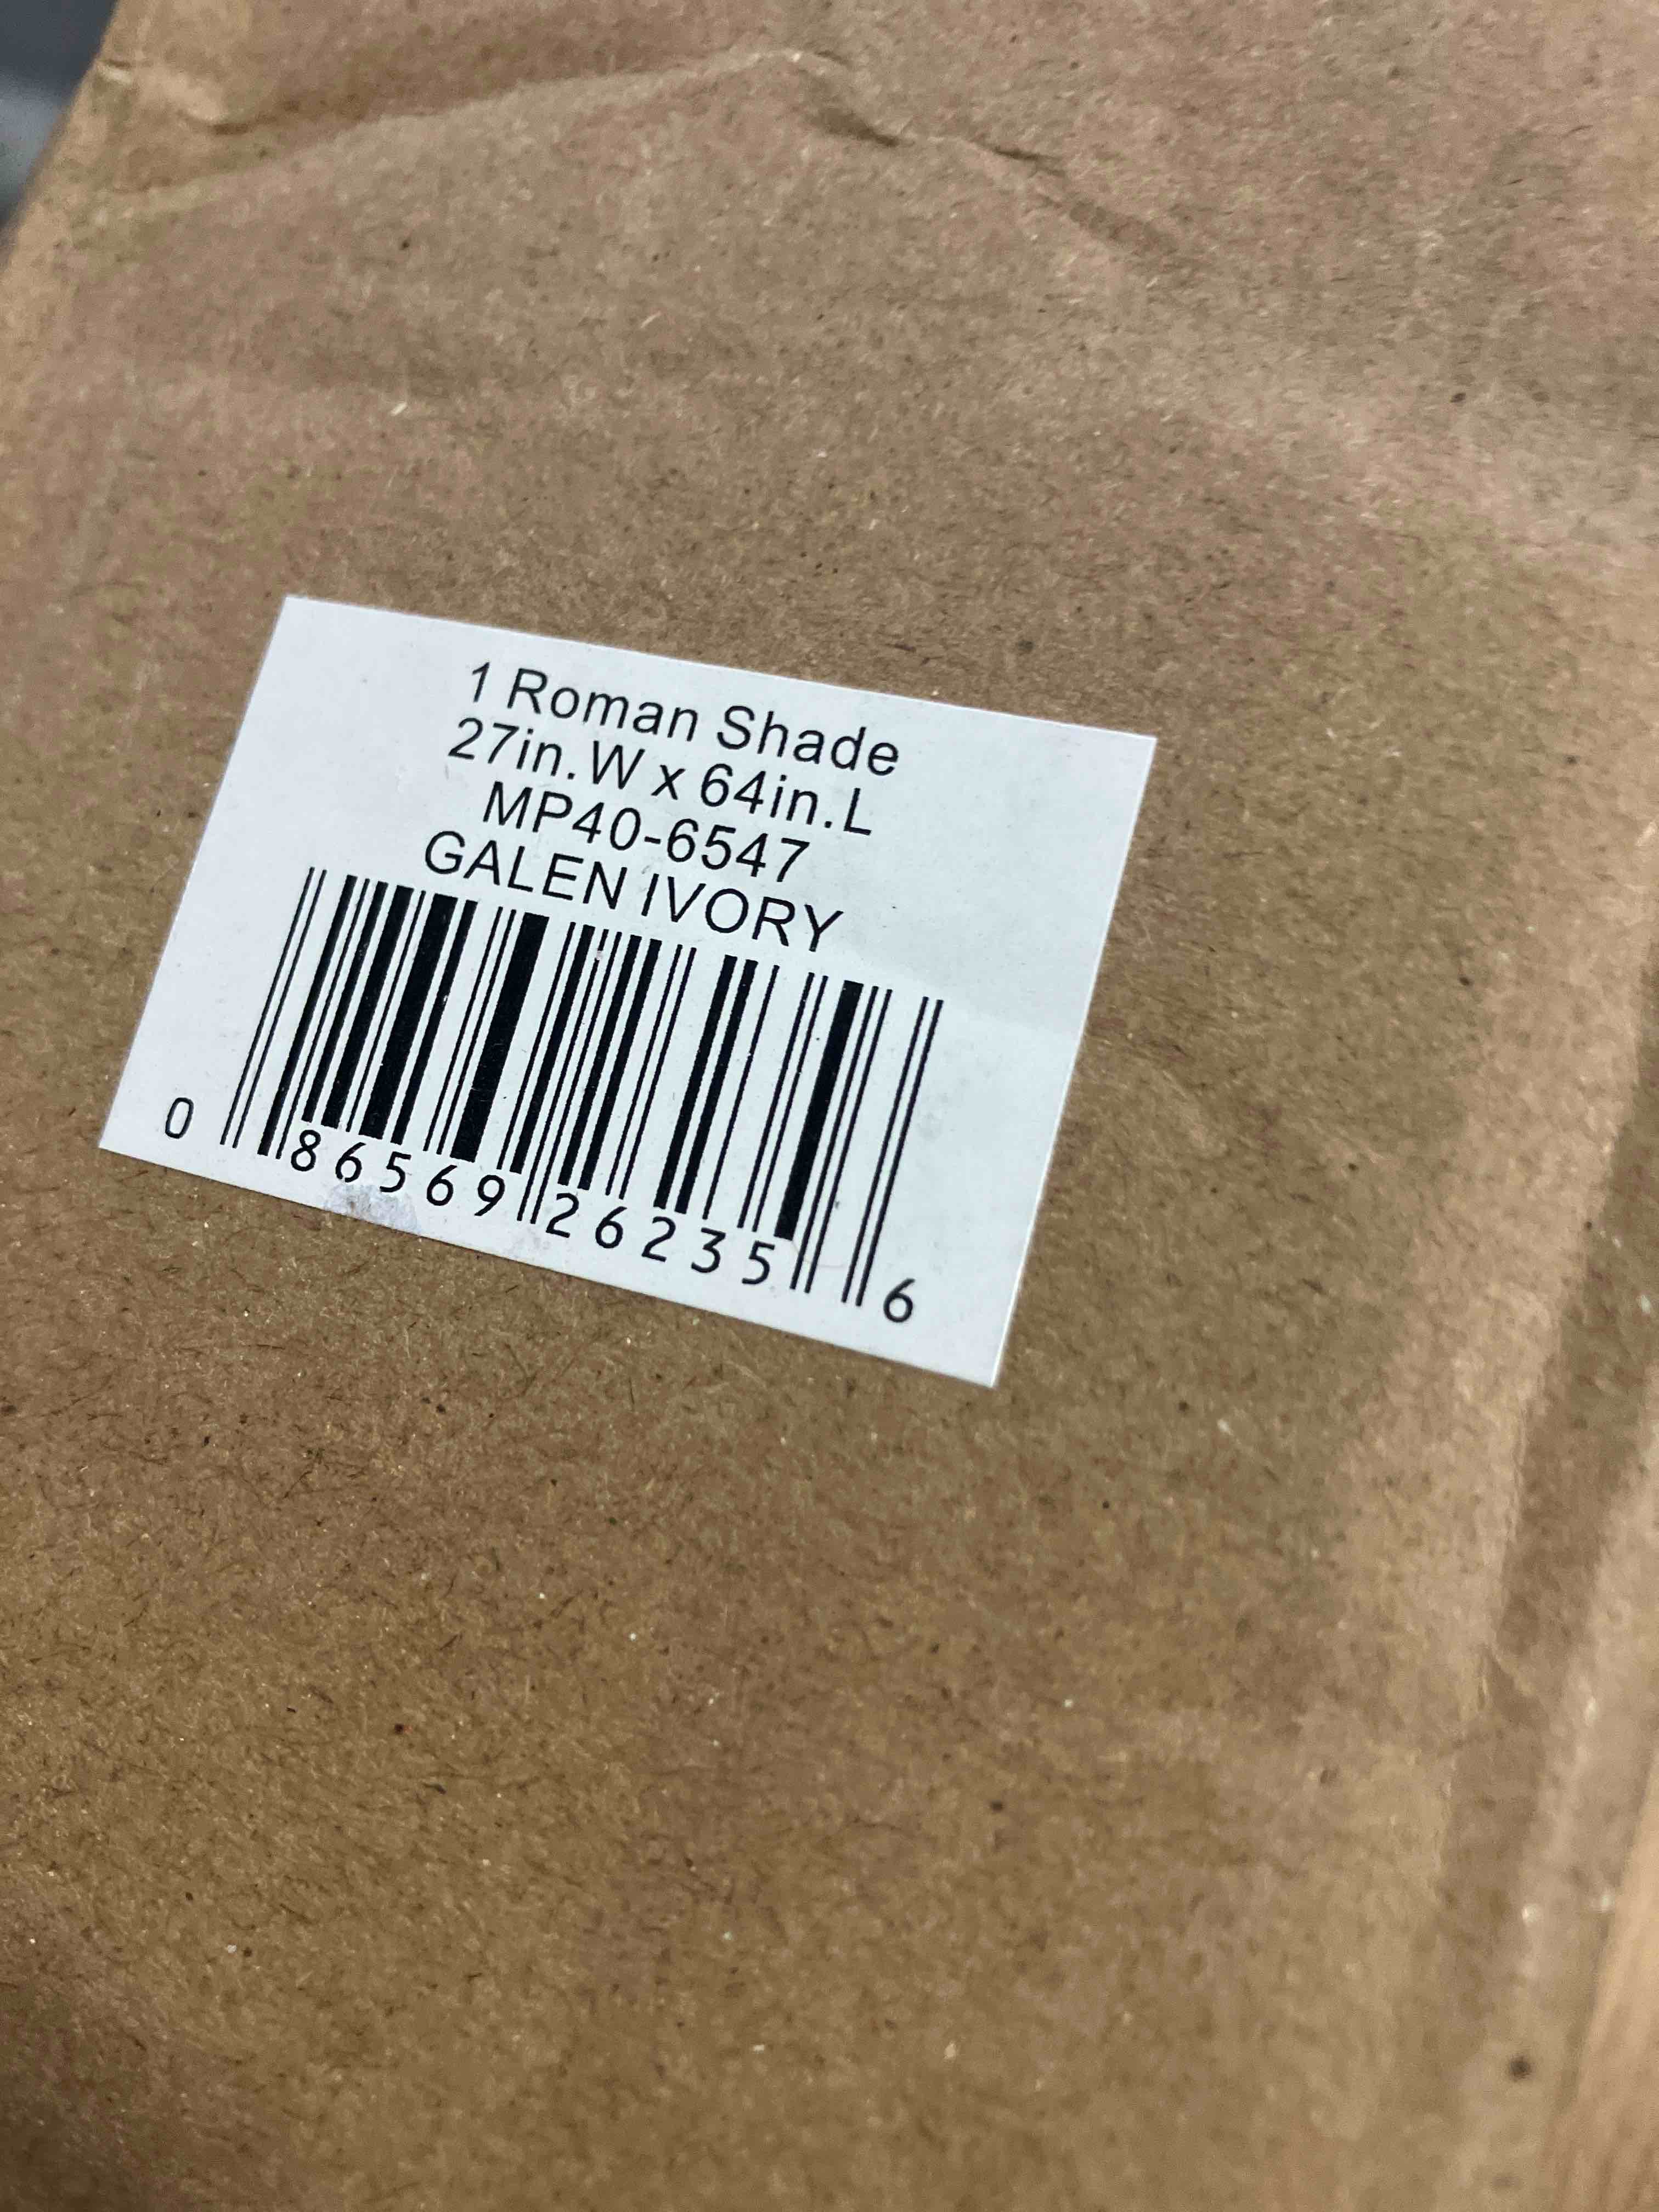 1 Roman Shade
27in.W x 64in.L
MP40-6547
GALEN IVORY
0 86569 26235 6